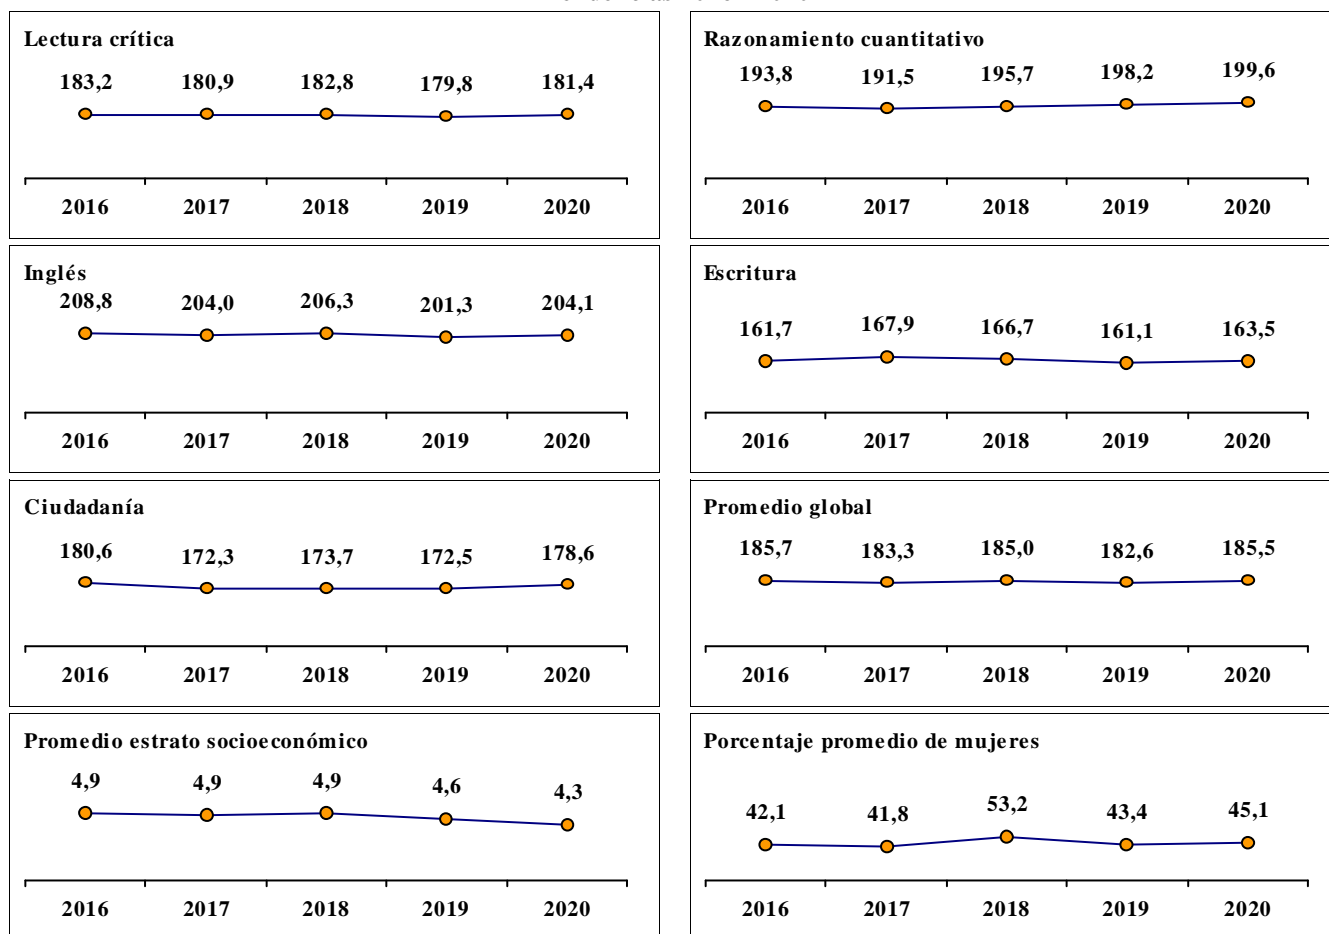 Lectura crítica
183,2 180,9 182,8 179,8 181,4
2016 2017 2018 2019 2020
Razonamiento cuantitativo
193,8 191,5 195,7 198,2 199,6
2016 2017 2018 2019 2020
Inglés
208,8 204,0 206,3 201,3 204,1
2016 2017 2018 2019 2020
Escritura
161,7 167,9 166,7 161,1 163,5
2016 2017 2018 2019 2020
Ciudadanía
180,6 172,3 173,7 172,5 178,6
2016 2017 2018 2019 2020
Promedio global
185,7 183,3 185,0 182,6 185,5
2016 2017 2018 2019 2020
Promedio estrato socioeconómico
4,9 4,9 4,9 4,6 4,3
2016 2017 2018 2019 2020
Porcentaje promedio de mujeres
42,1 41,8 53,2 43,4 45,1
2016 2017 2018 2019 2020